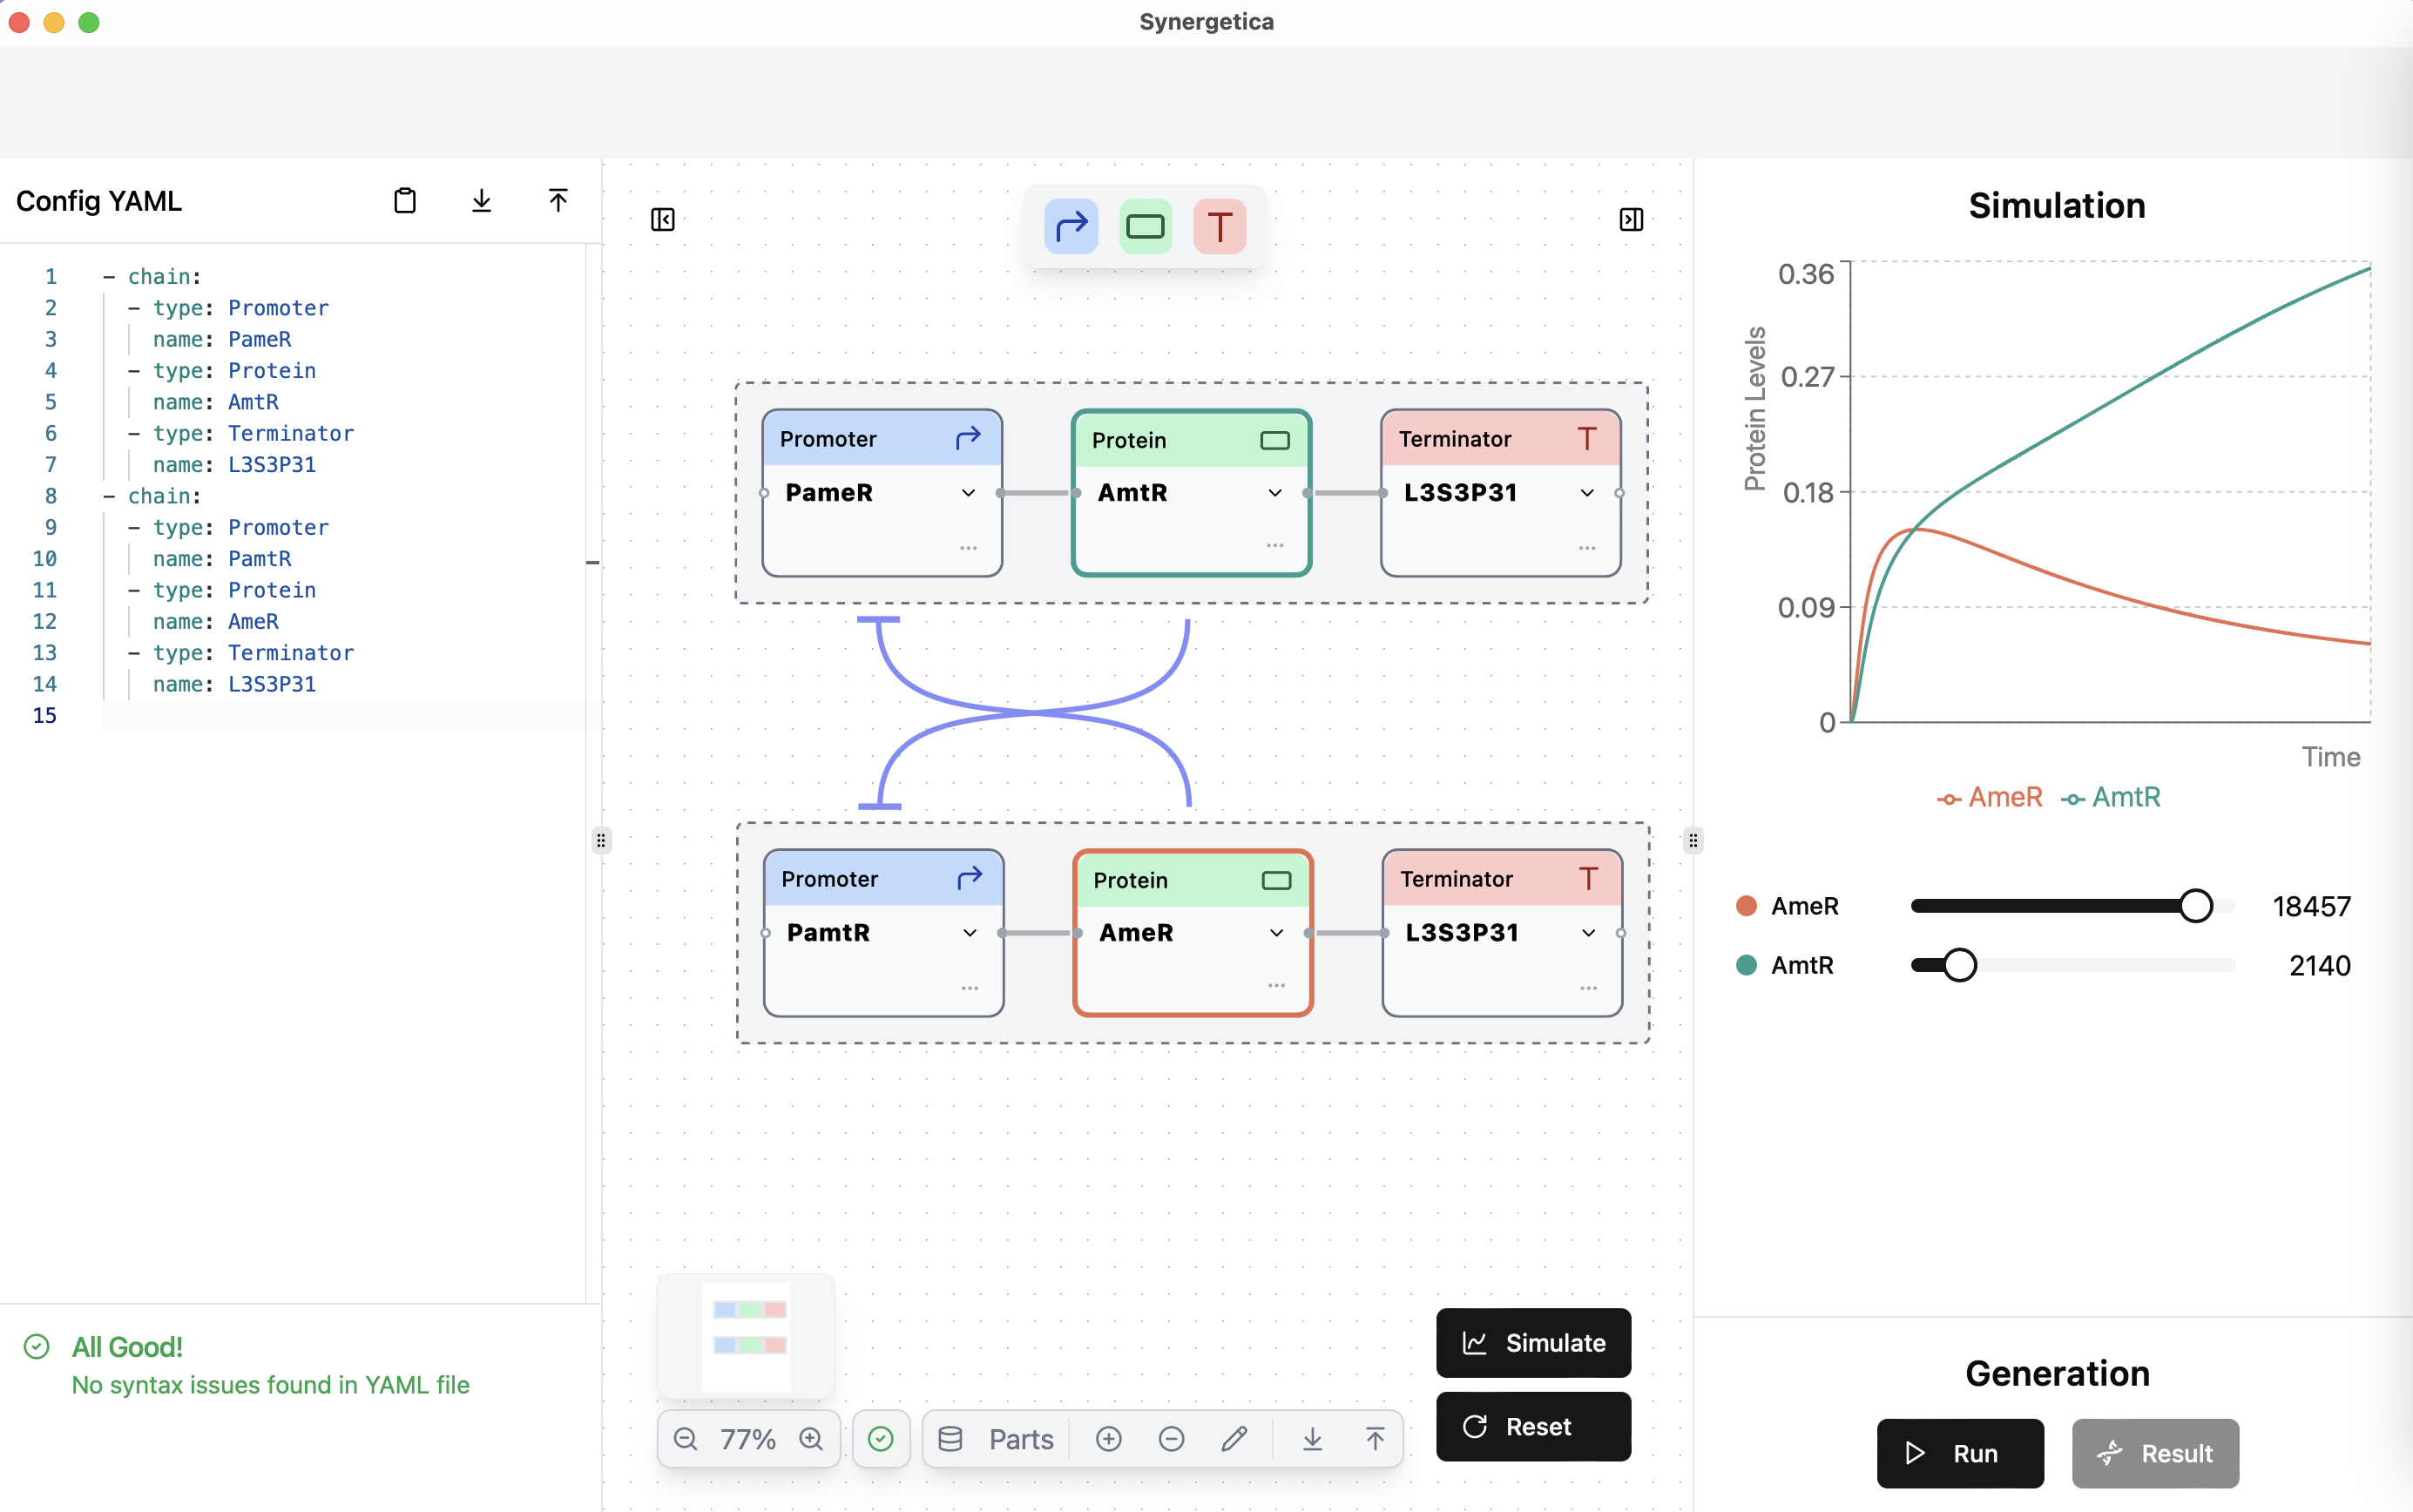 Synergetica
Config YAML
1 - chain:
2 - type: Promoter
3 name: PameR
4 - type: Protein
5 name: AmtR
6 - type: Terminator
7 name: L3S3P31
8 - chain:
9 - type: Promoter
10 name: PamtR
11 - type: Protein
12 name: AmeR
13 - type: Terminator
14 name: L3S3P31
15
All Good!
No syntax issues found in YAML file
T
Promoter
PameR
...
Protein
AmtR
...
Terminator T
L3S3P31
...
Promoter
PamtR
...
Protein
AmeR
...
Terminator T
L3S3P31
...
Simulate
Reset
77%
Parts
Simulation
Protein Levels
0.36
0.27
0.18
0.09
0
Time
AmeR AmtR
AmeR 18457
AmtR 2140
Generation
Run
Result